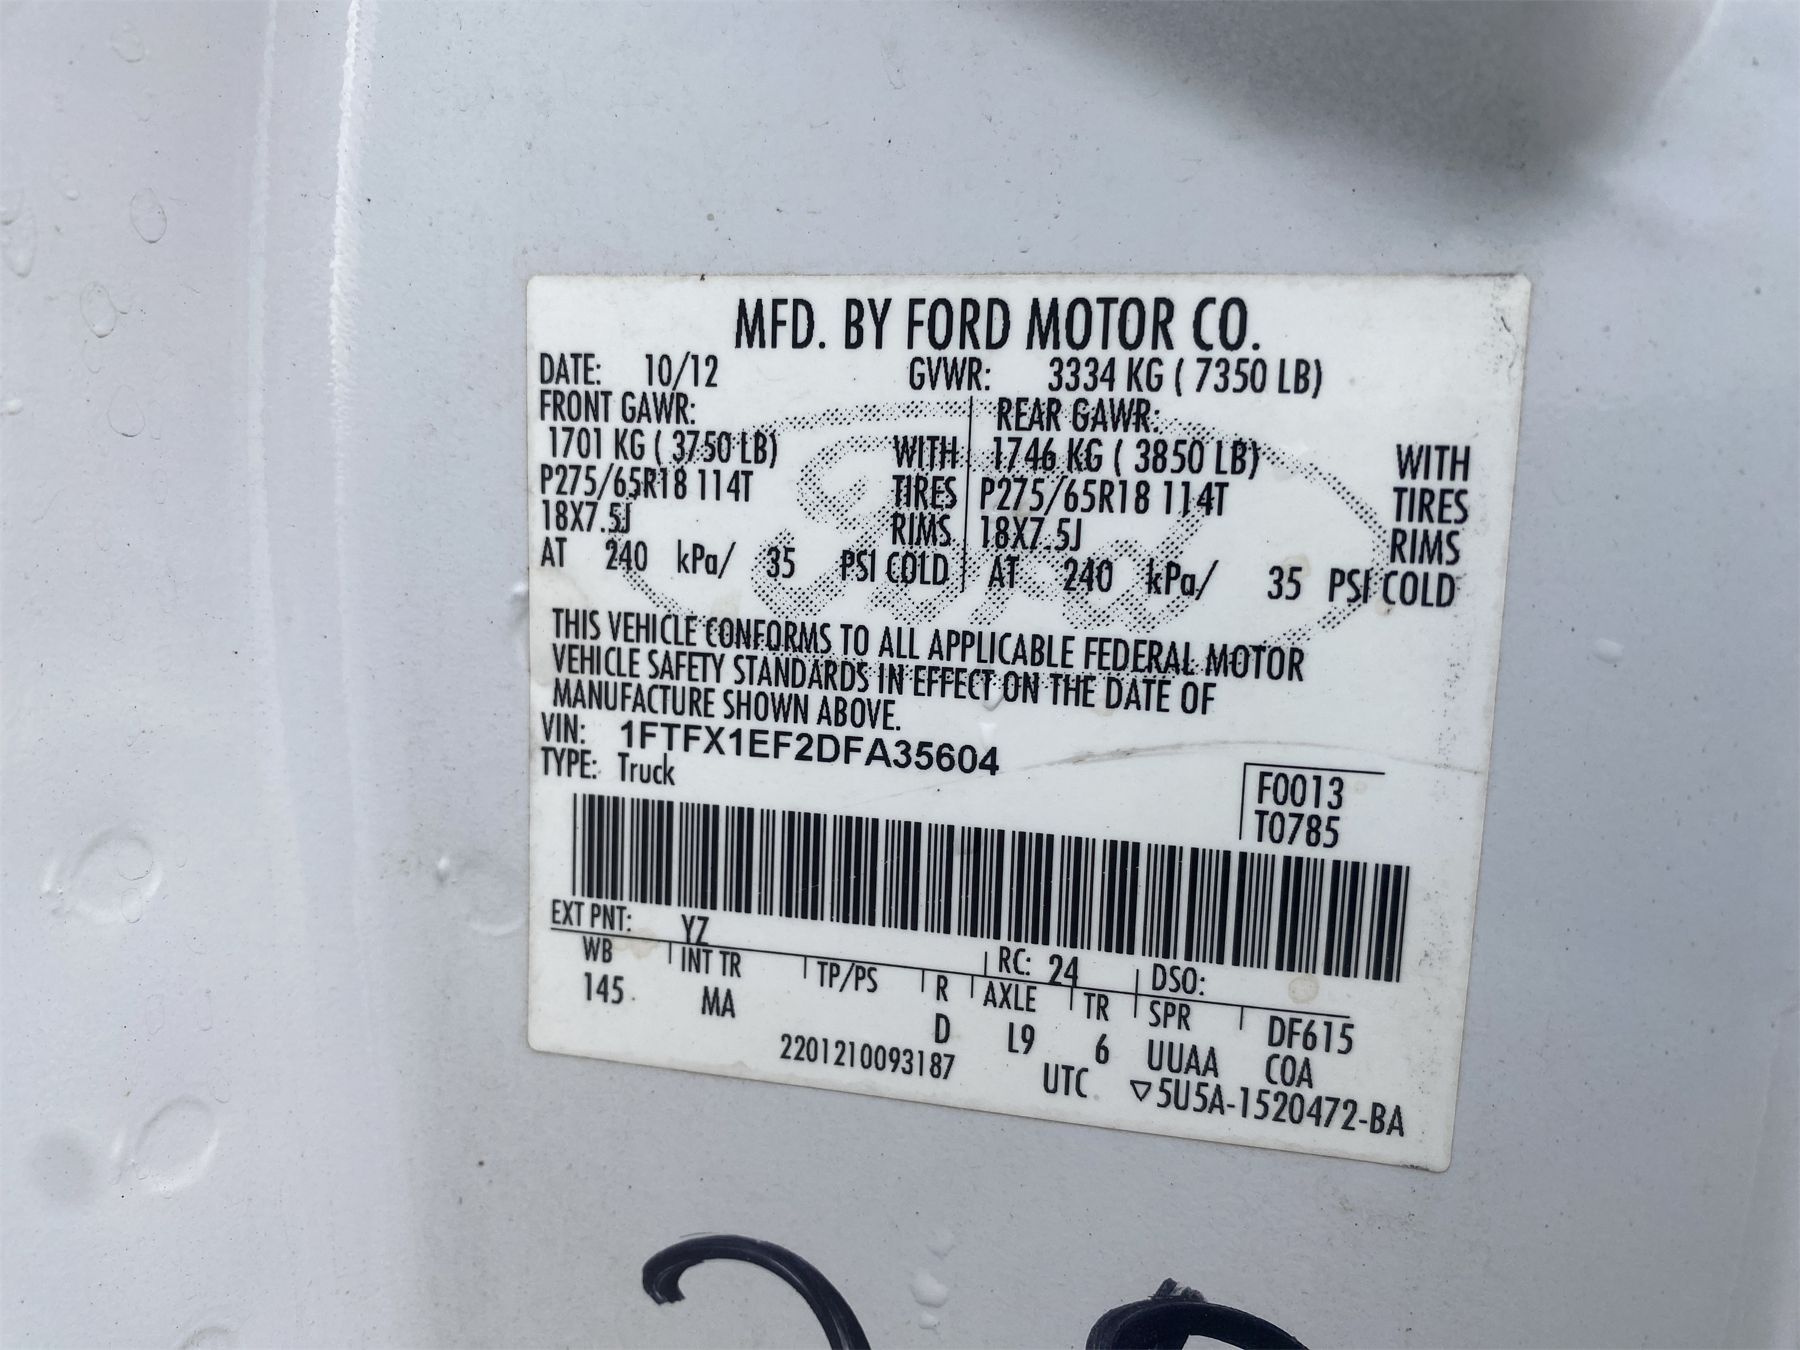 MFD. BY FORD MOTOR CO.
DATE: 10/12 GVWR: 3334 KG ( 7350 LB)
FRONT GAWR: REAR GAWR:
1701 KG ( 3750 LB) WITH 1746 KG ( 3850 LB) WITH
P275/65R18 114T TIRES P275/65R18 114T TIRES
18X7.5J RIMS 18X7.5J RIMS
AT 240 kPa/ 35 PSI COLD AT 240 kPa/ 35 PSI COLD
THIS VEHICLE CONFORMS TO ALL APPLICABLE FEDERAL MOTOR
VEHICLE SAFETY STANDARDS IN EFFECT ON THE DATE OF
MANUFACTURE SHOWN ABOVE.
VIN: 1FTFX1EF2DFA35604
TYPE: Truck
F0013
T0785
EXT PNT: YZ RC: 24 DSO:
WB INT TR TP/PS R AXLE TR SPR DF615
145 MA D L9 6 UUAA COA
2201210093187 UTC ▽5U5A-1520472-BA
Ford